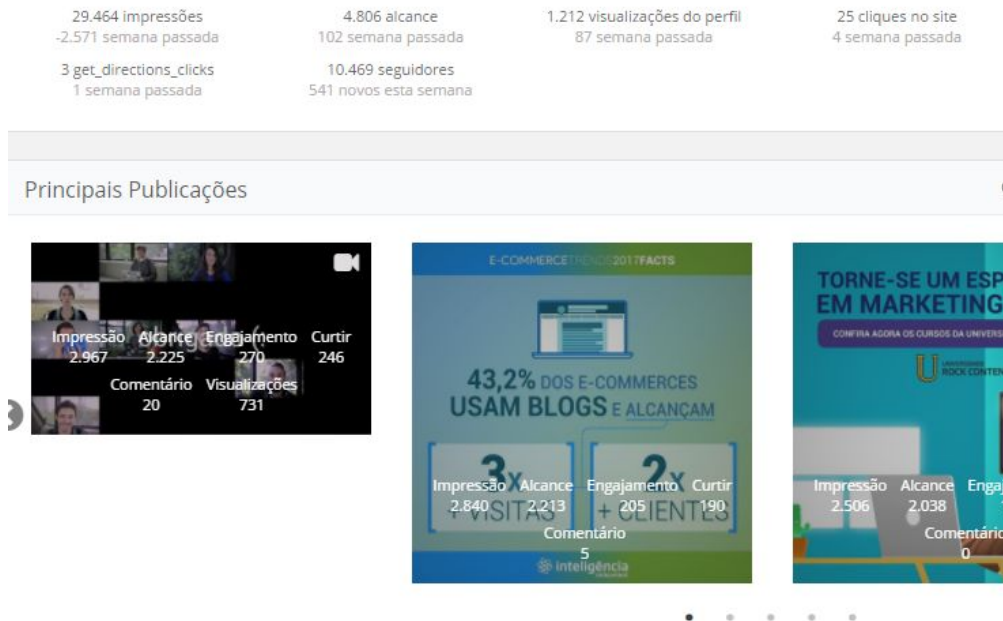 29.464 impressões
-2.571 semana passada
4.806 alcance
102 semana passada
1.212 visualizações do perfil
87 semana passada
25 cliques no site
4 semana passada
3 get_directions_clicks
1 semana passada
10.469 seguidores
541 novos esta semana
Principais Publicações
Impressão Alcance Engajamento Curtir
2.967 2.225 270 246
Comentário Visualizações
20 731
E-COMMERCETRENDS2017FACTS
43,2% DOS E-COMMERCES
USAM BLOGS E ALCANÇAM
3x 2x
+ VISITAS + CLIENTES
Impressão Alcance Engajamento Curtir
2.840 2.213 205 190
Comentário
5
inteligência
TORNE-SE UM ESP
EM MARKETING
CONFIRA AGORA OS CURSOS DA UNIVERS
ROCK CONTEN
Impressão Alcance Engaj
2.506 2.038
Comentário
0